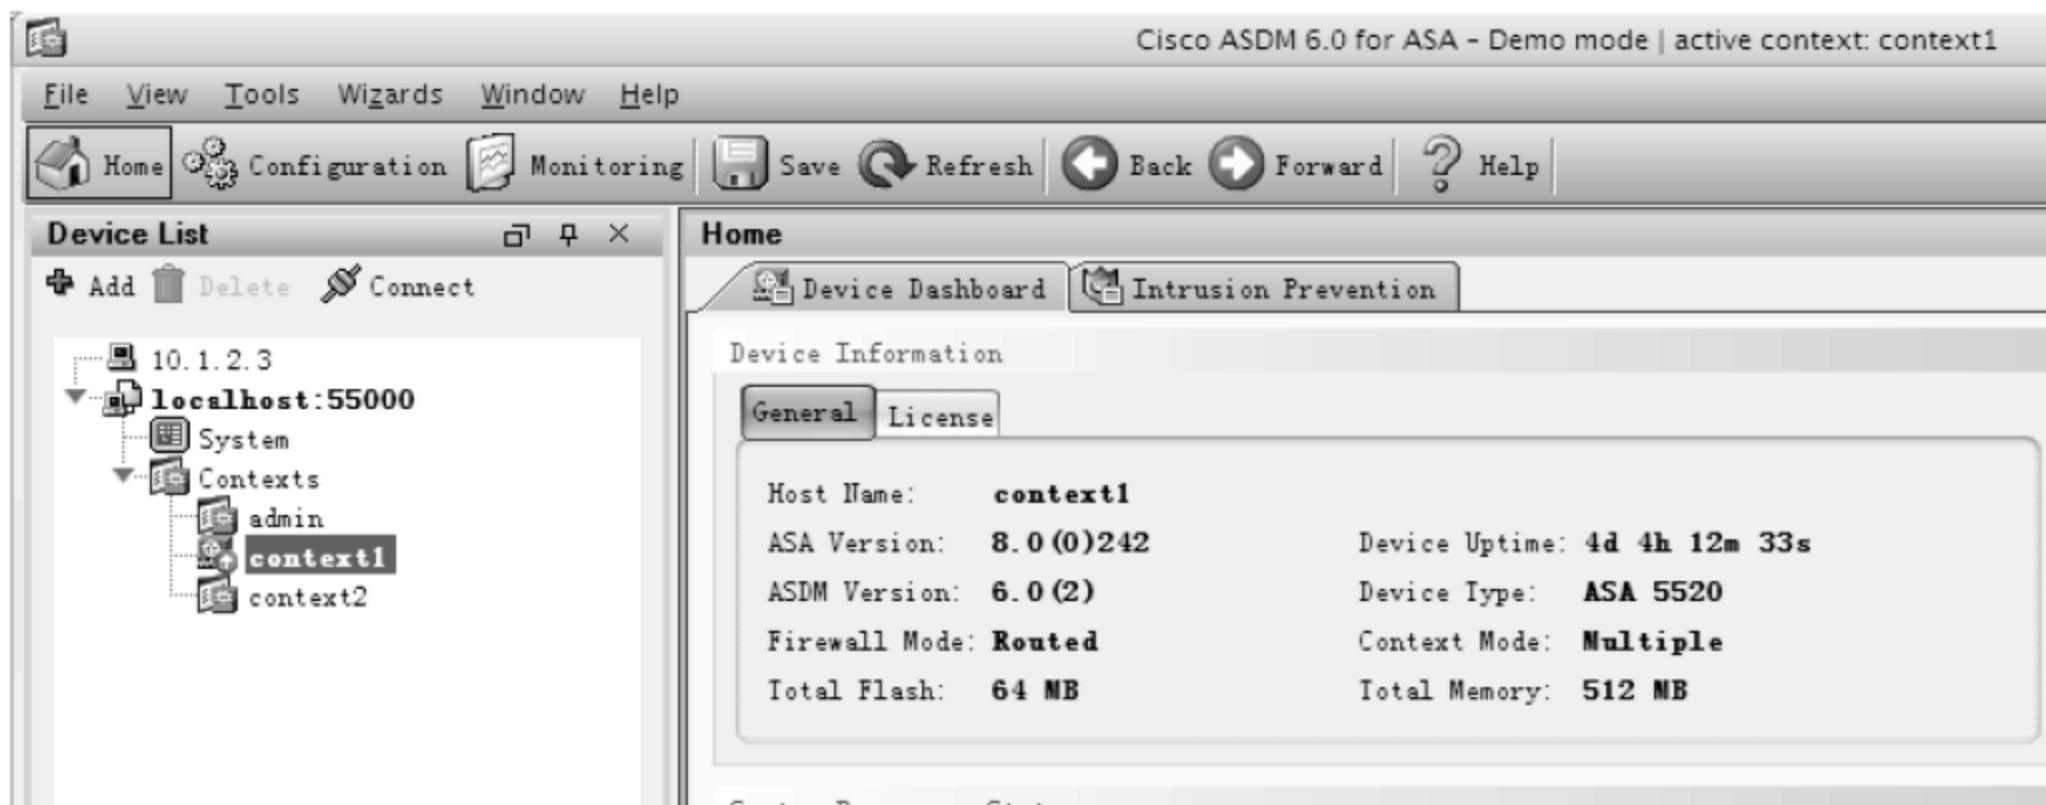 Cisco ASDM 6.0 for ASA - Demo mode | active context: context1
File View Tools Wizards Window Help
Home Configuration Monitoring Save Refresh Back Forward Help
Device List
Add Delete Connect
10.1.2.3
localhost:55000
System
Contexts
admin
context1
context2
Home
Device Dashboard Intrusion Prevention
Device Information
General License
Host Name: context1
ASA Version: 8.0(0)242 Device Uptime: 4d 4h 12m 33s
ASDM Version: 6.0(2) Device Type: ASA 5520
Firewall Mode: Routed Context Mode: Multiple
Total Flash: 64 MB Total Memory: 512 MB